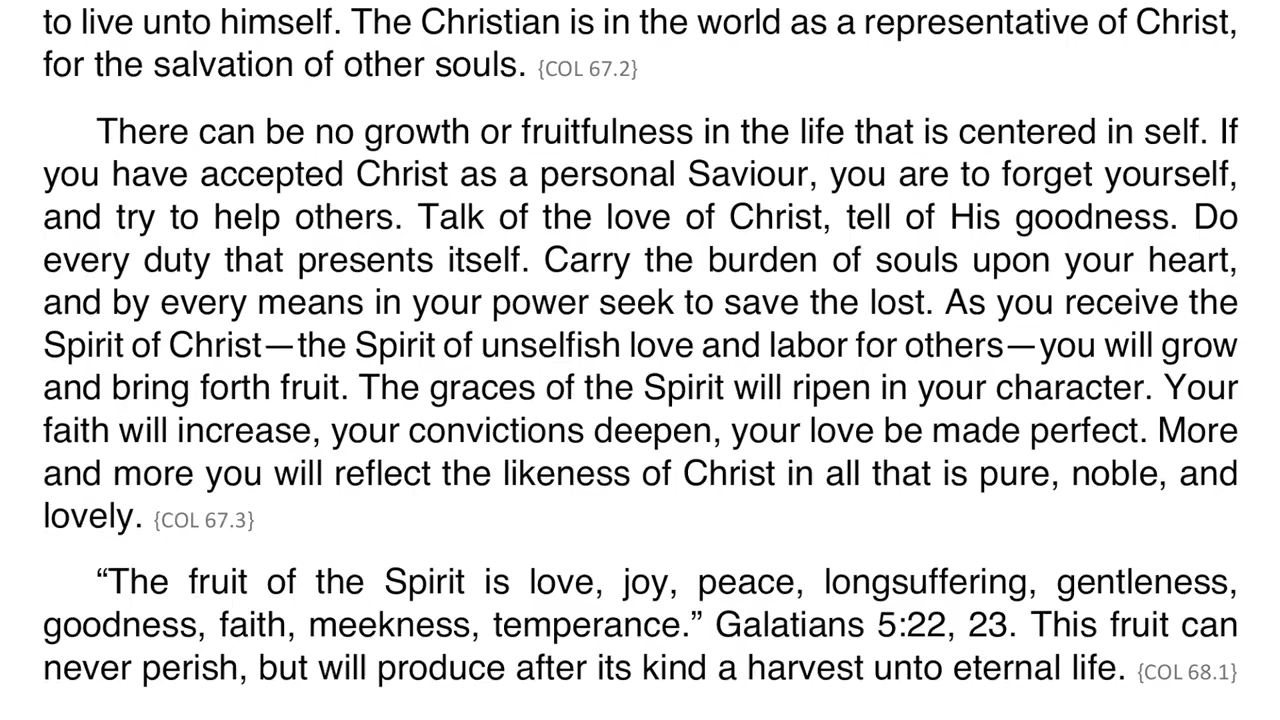 to live unto himself. The Christian is in the world as a representative of Christ,
for the salvation of other souls. {COL 67.2}
There can be no growth or fruitfulness in the life that is centered in self. If
you have accepted Christ as a personal Saviour, you are to forget yourself,
and try to help others. Talk of the love of Christ, tell of His goodness. Do
every duty that presents itself. Carry the burden of souls upon your heart,
and by every means in your power seek to save the lost. As you receive the
Spirit of Christ—the Spirit of unselfish love and labor for others—you will grow
and bring forth fruit. The graces of the Spirit will ripen in your character. Your
faith will increase, your convictions deepen, your love be made perfect. More
and more you will reflect the likeness of Christ in all that is pure, noble, and
lovely. {COL 67.3}
“The fruit of the Spirit is love, joy, peace, longsuffering, gentleness,
goodness, faith, meekness, temperance.” Galatians 5:22, 23. This fruit can
never perish, but will produce after its kind a harvest unto eternal life. {COL 68.1}